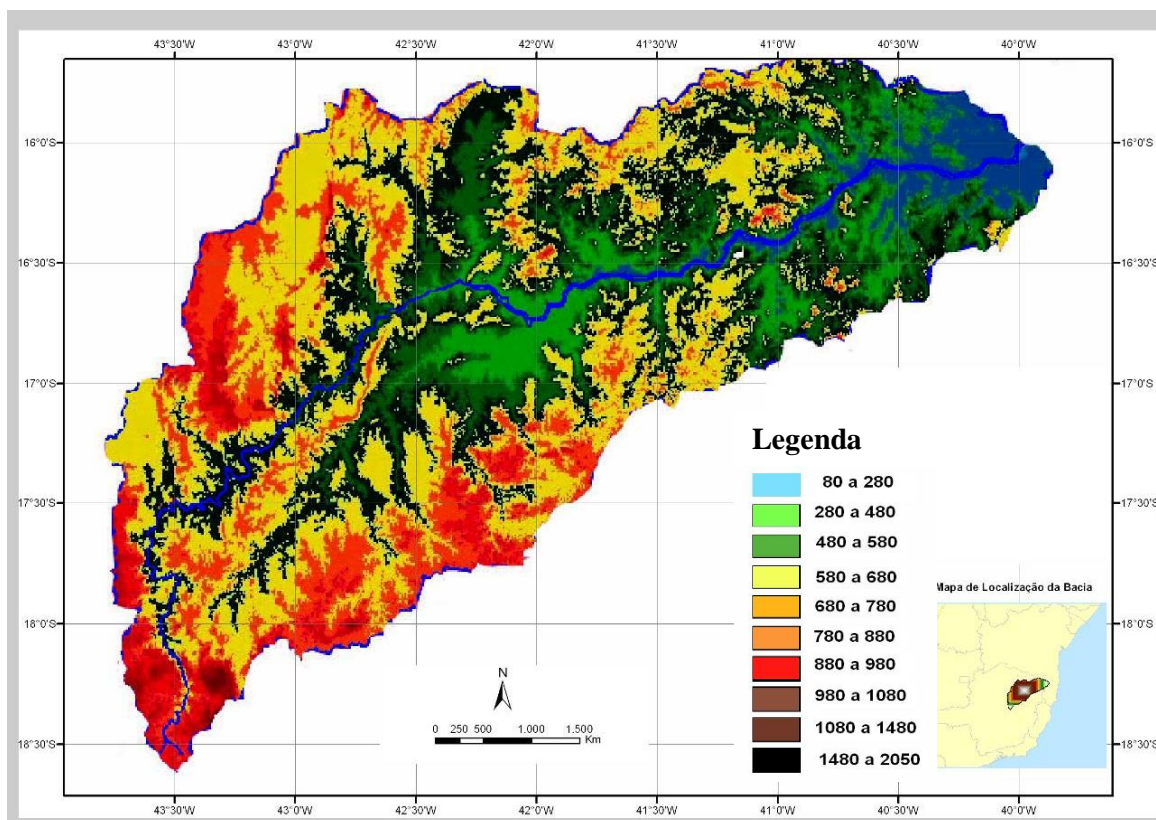 43°30'W 43°0'W 42°30'W 42°0'W 41°30'W 41°0'W 40°30'W 40°0'W
16°0'S 16°0'S
16°30'S 16°30'S
17°0'S 17°0'S
Legenda
80 a 280
17°30'S 17°30'S
280 a 480
480 a 580
580 a 680
Mapa de Localização da Bacia
680 a 780
18°0'S 18°0'S
780 a 880
N
880 a 980
980 a 1080
0 250 500 1.000 1.500
Km
1080 a 1480
18°30'S 18°30'S
1480 a 2050
43°30'W 43°0'W 42°30'W 42°0'W 41°30'W 41°0'W 40°30'W 40°0'W